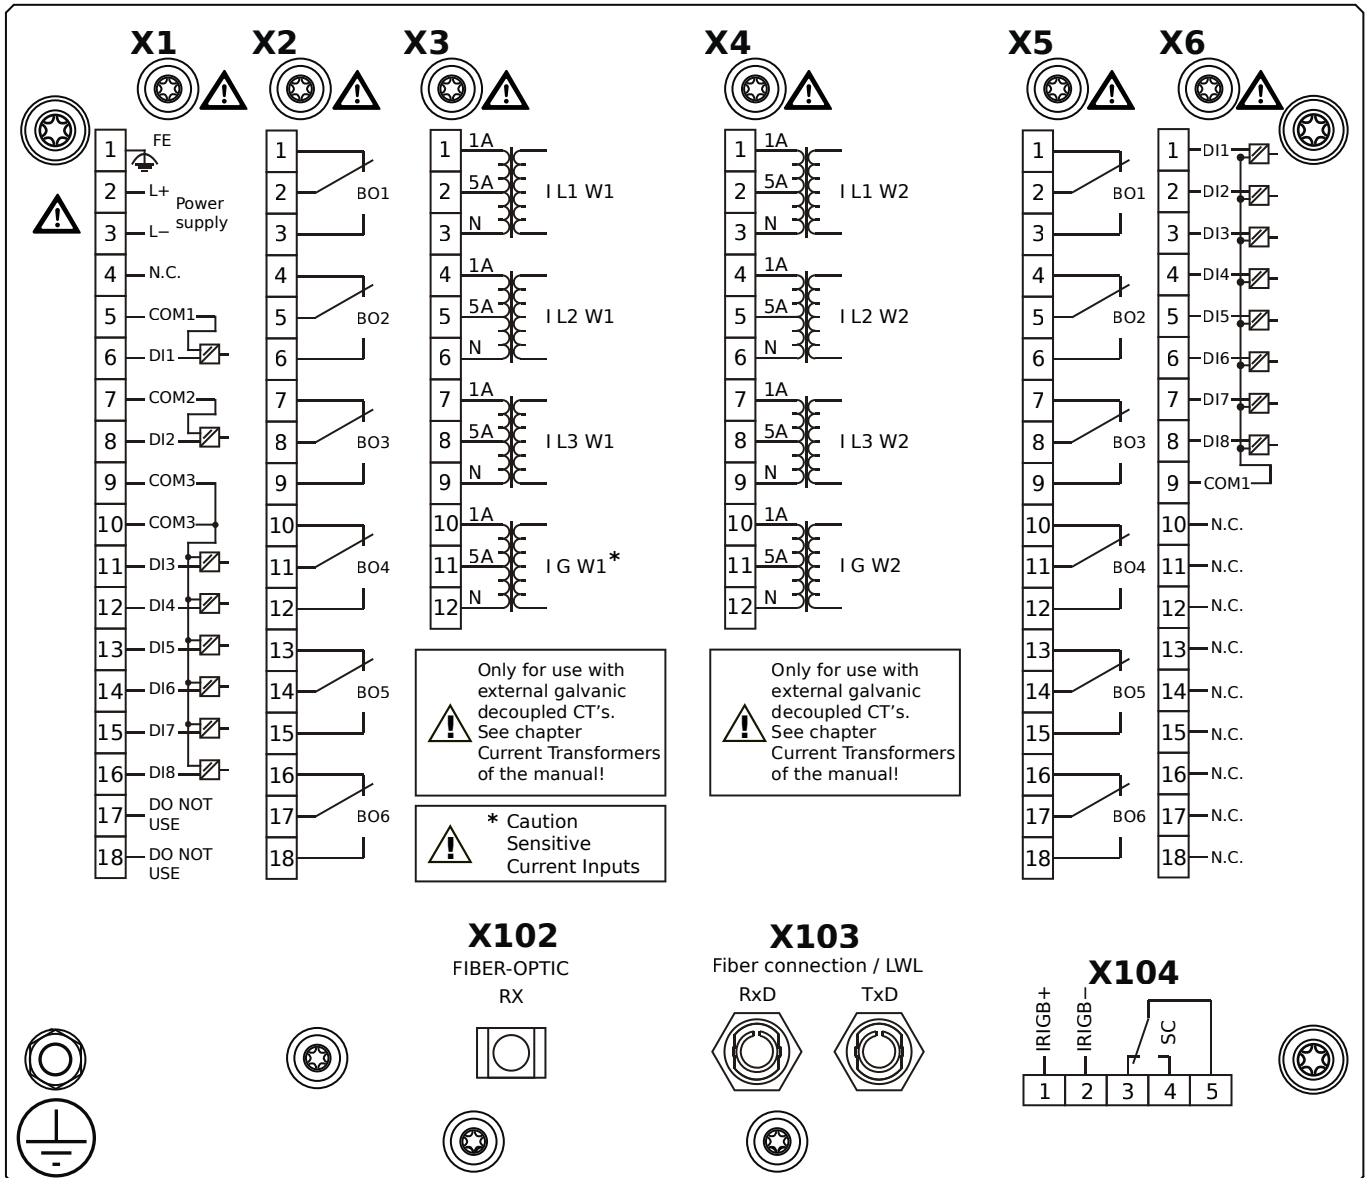 X1
X2
X3
X4
X5
X6
1 FE
2 L+
Power
supply
3 L−
4 N.C.
5 COM1
6 DI1
7 COM2
8 DI2
9 COM3
10 COM3
11 DI3
12 DI4
13 DI5
14 DI6
15 DI7
16 DI8
17 DO NOT
USE
18 DO NOT
USE
1
2 BO1
3
4
5 BO2
6
7
8 BO3
9
10
11 BO4
12
13
14 BO5
15
16
17 BO6
18
1 1A
2 5A I L1 W1
3 N
4 1A
5 5A I L2 W1
6 N
7 1A
8 5A I L3 W1
9 N
10 1A
11 5A I G W1*
12 N
Only for use with
external galvanic
decoupled CT's.
See chapter
Current Transformers
of the manual!
* Caution
Sensitive
Current Inputs
1 1A
2 5A I L1 W2
3 N
4 1A
5 5A I L2 W2
6 N
7 1A
8 5A I L3 W2
9 N
10 1A
11 5A I G W2
12 N
Only for use with
external galvanic
decoupled CT's.
See chapter
Current Transformers
of the manual!
1
2 BO1
3
4
5 BO2
6
7
8 BO3
9
10
11 BO4
12
13
14 BO5
15
16
17 BO6
18
1 DI1
2 DI2
3 DI3
4 DI4
5 DI5
6 DI6
7 DI7
8 DI8
9 COM1
10 N.C.
11 N.C.
12 N.C.
13 N.C.
14 N.C.
15 N.C.
16 N.C.
17 N.C.
18 N.C.
X102
FIBER-OPTIC
RX
X103
Fiber connection / LWL
RxD TxD
X104
IRIGB+
IRIGB−
SC
1 2 3 4 5